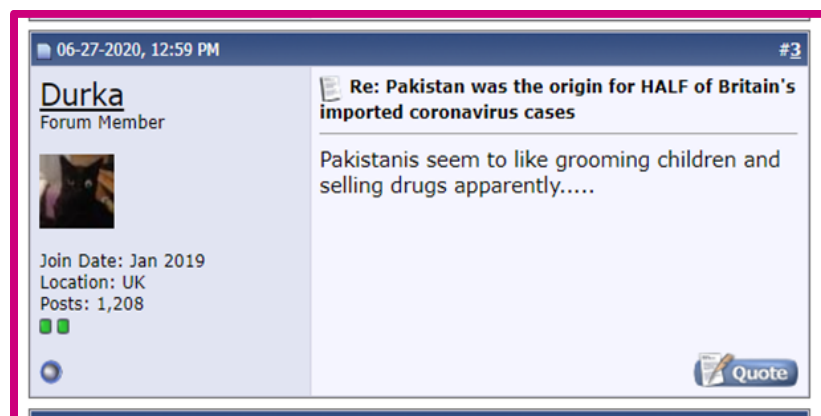 06-27-2020, 12:59 PM #3
Durka
Forum Member
Join Date: Jan 2019
Location: UK
Posts: 1,208
Re: Pakistan was the origin for HALF of Britain's
imported coronavirus cases
Pakistanis seem to like grooming children and
selling drugs apparently.....
Quote